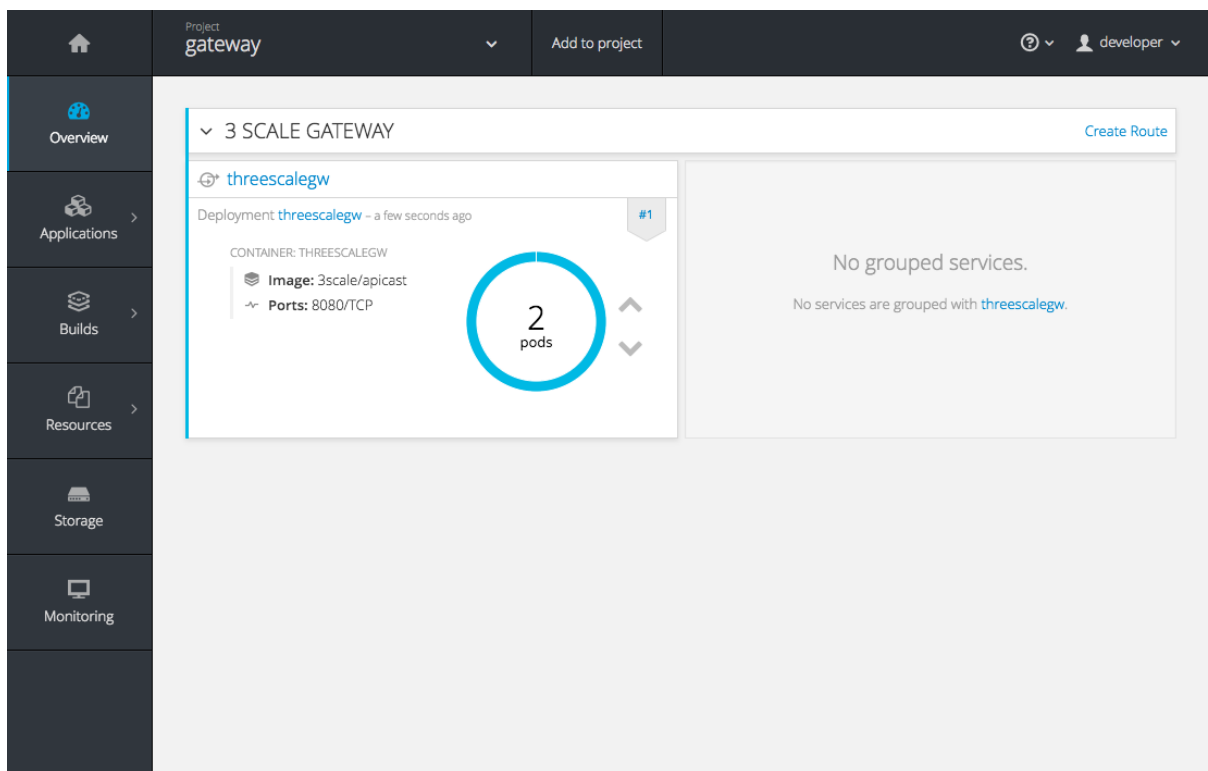 Project
gateway
Add to project
developer
Overview
3 SCALE GATEWAY
Create Route
threescalegw
Deployment threescalegw – a few seconds ago
#1
CONTAINER: THREESCALEGW
Image: 3scale/apicast
Ports: 8080/TCP
2
pods
No grouped services.
No services are grouped with threescalegw.
Applications
Builds
Resources
Storage
Monitoring